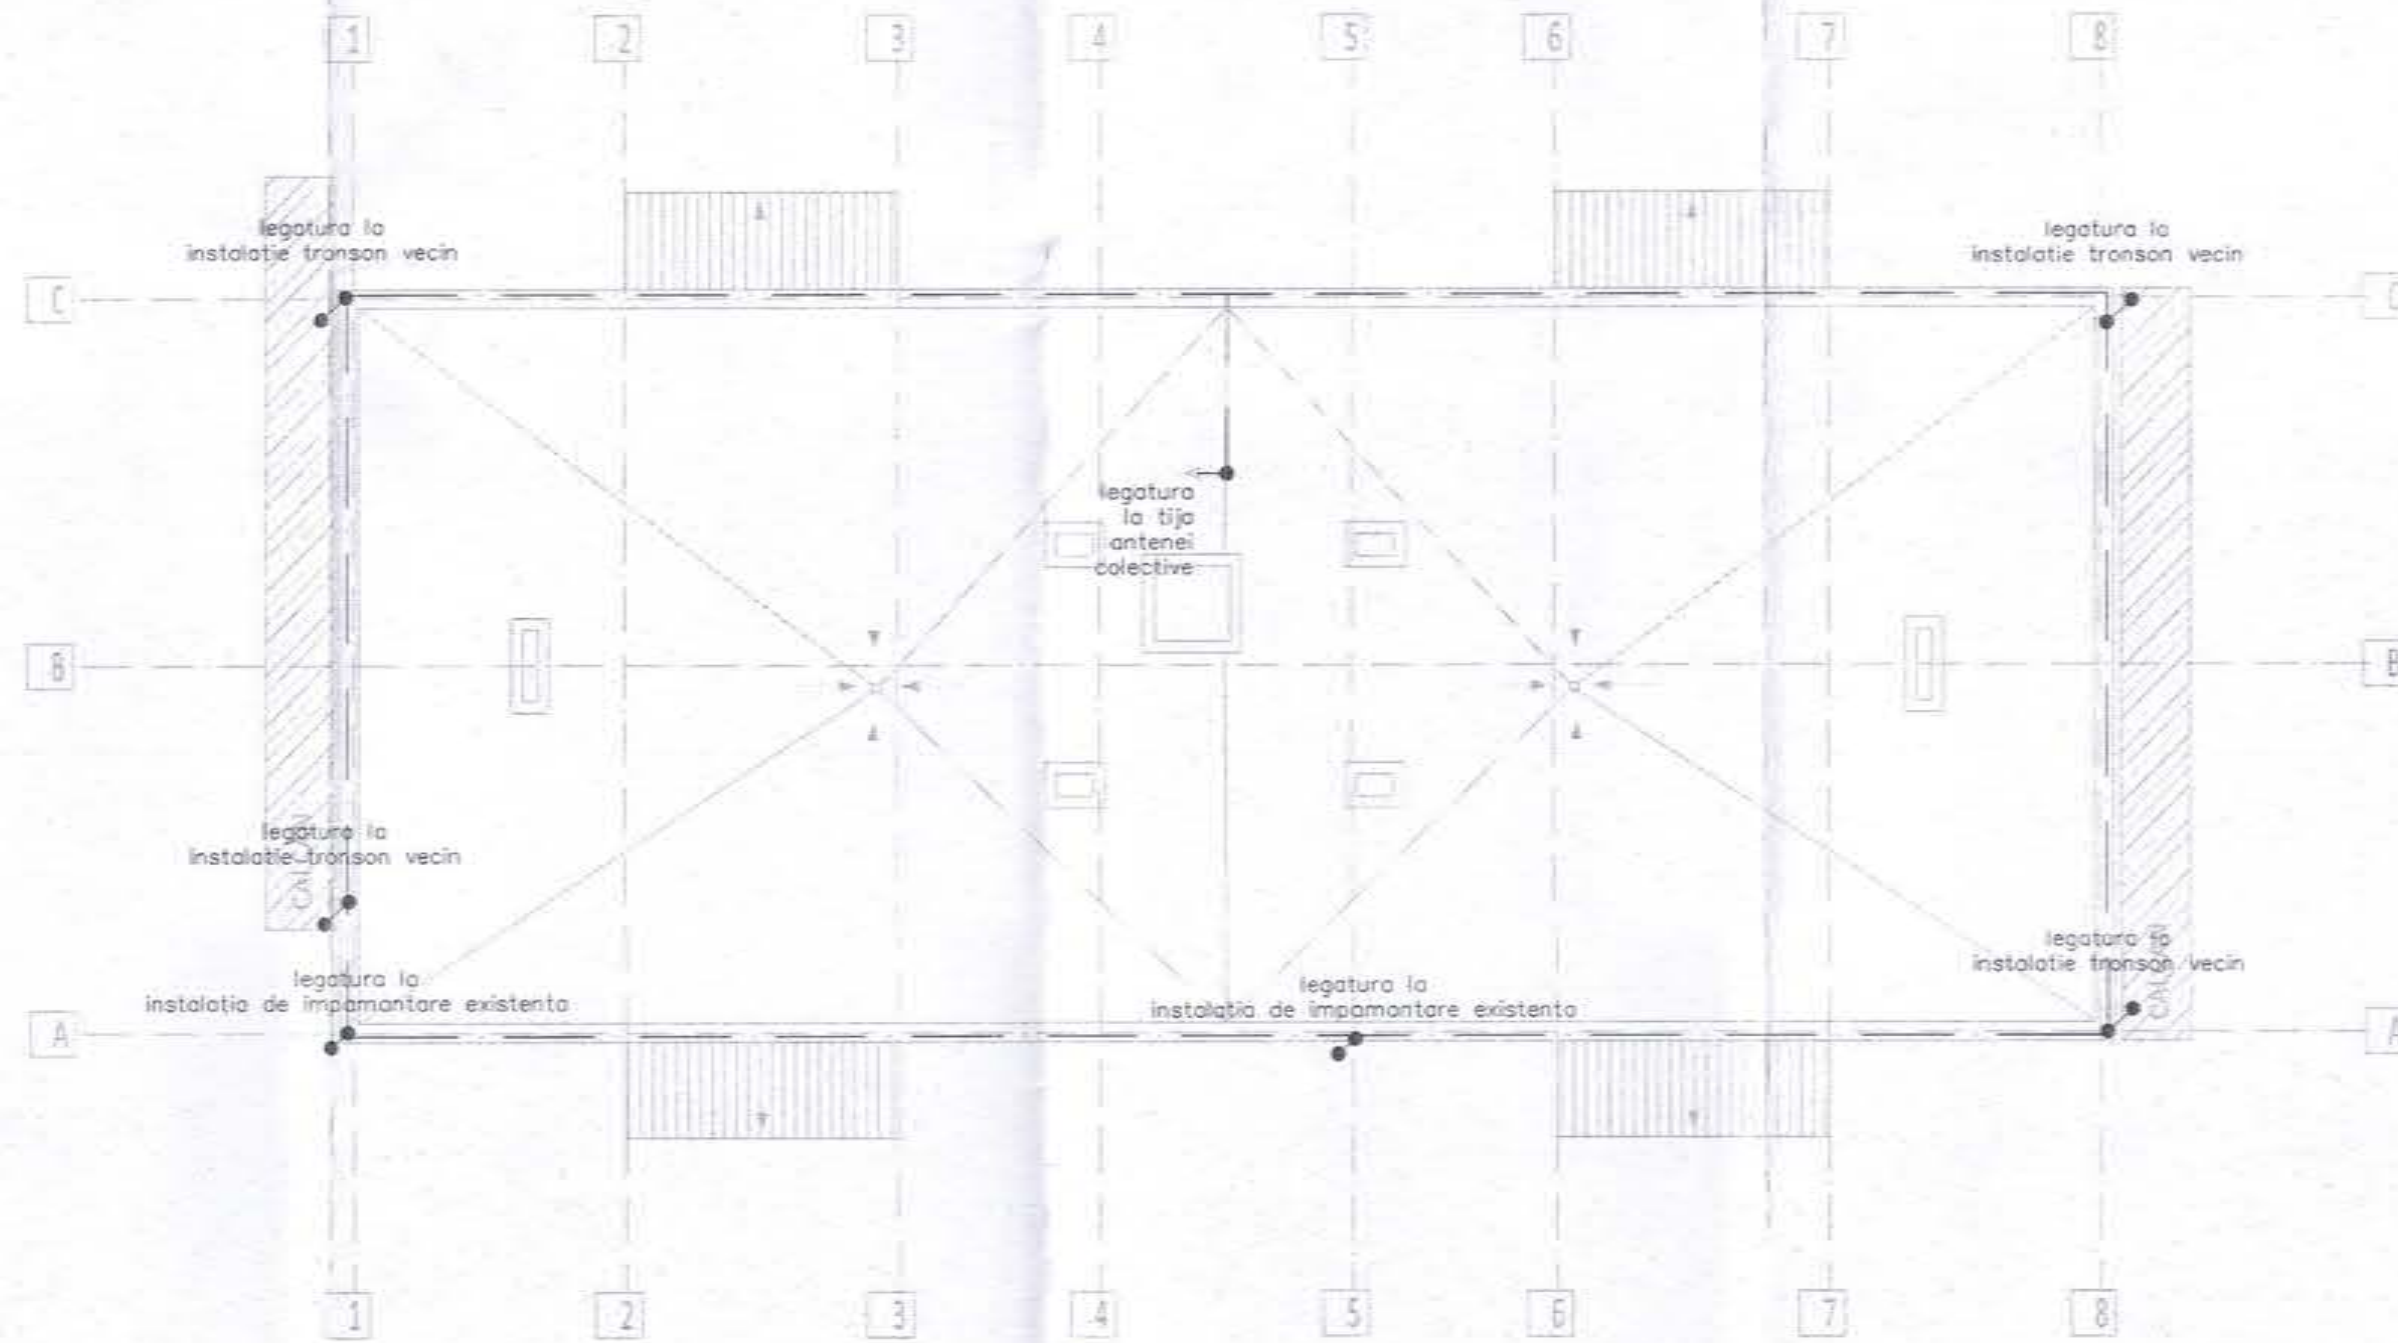 1 2 3 4 5 6 7 8
legatura la
instalatie tronson vecin
legatura la
instalatie tronson vecin
C C
legatura
la tija
antenei
colective
B B
legatura la
instalatie tronson vecin
CALCAN
legatura la
instalatie tronson vecin
CALCAN
legatura la
instalatia de impamantare existenta
legatura la
instalatia de impamantare existenta
A A
1 2 3 4 5 6 7 8